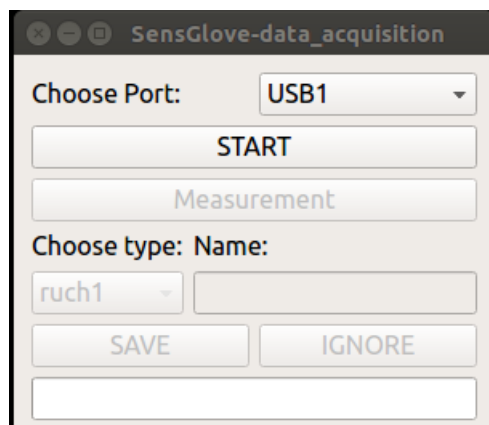 SensGlove-data_acquisition
Choose Port: USB1
START
Measurement
Choose type: Name:
ruch1
SAVE IGNORE